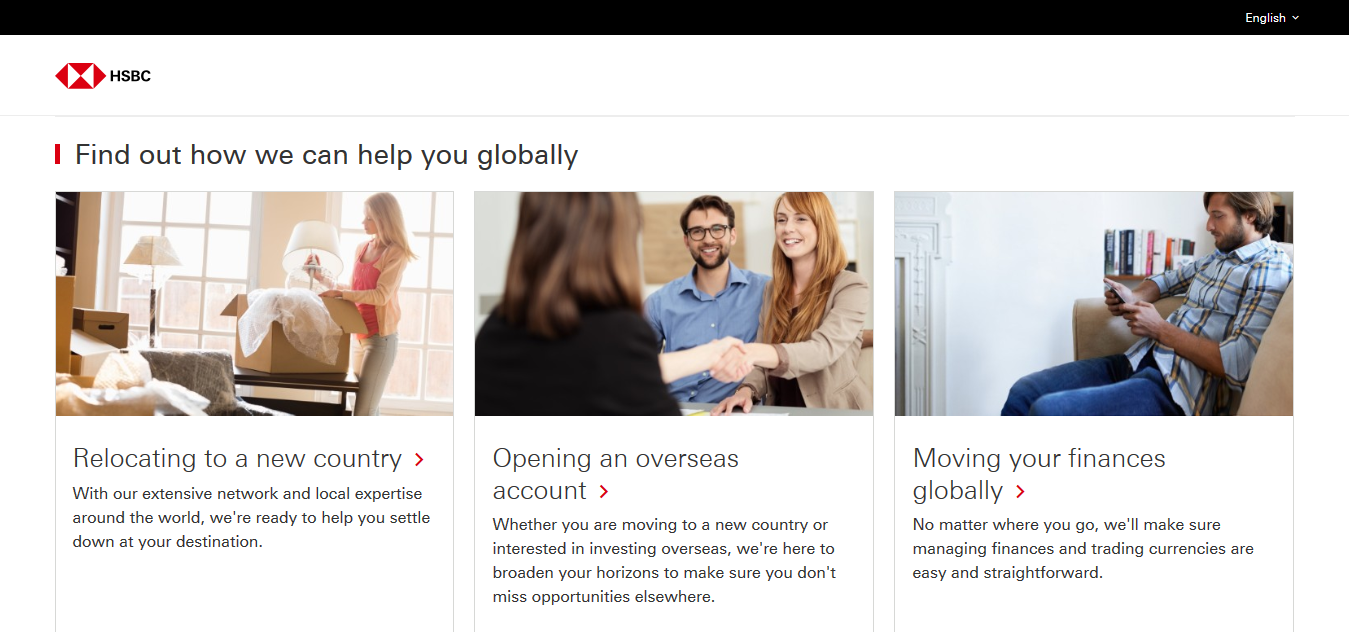 English
HSBC
Find out how we can help you globally
Relocating to a new country
With our extensive network and local expertise
around the world, we're ready to help you settle
down at your destination.
Opening an overseas
account
Whether you are moving to a new country or
interested in investing overseas, we're here to
broaden your horizons to make sure you don't
miss opportunities elsewhere.
Moving your finances
globally
No matter where you go, we'll make sure
managing finances and trading currencies are
easy and straightforward.